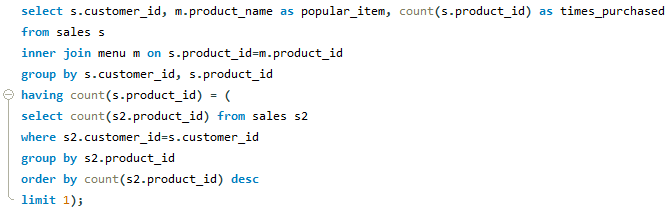 select s.customer_id, m.product_name as popular_item, count(s.product_id) as times_purchased
from sales s
inner join menu m on s.product_id=m.product_id
group by s.customer_id, s.product_id
having count(s.product_id) = (
select count(s2.product_id) from sales s2
where s2.customer_id=s.customer_id
group by s2.product_id
order by count(s2.product_id) desc
limit 1);